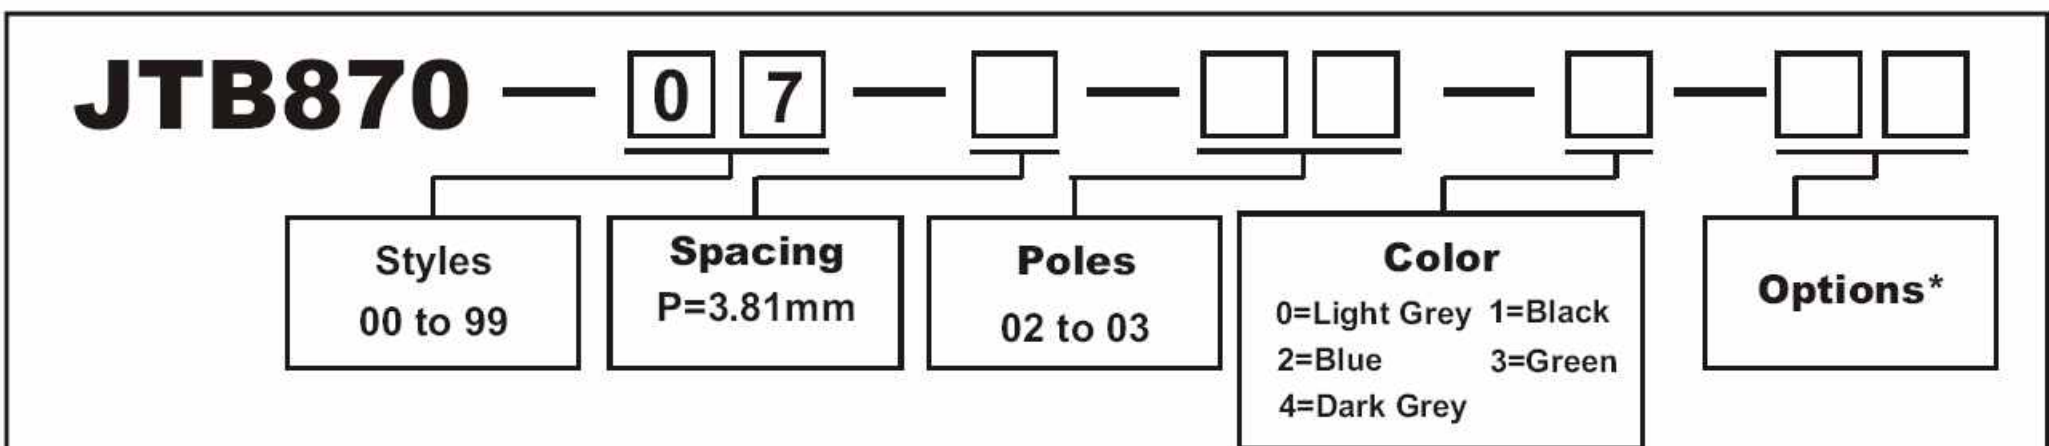 JTB870 — 0 7 — □ — □ □ — □ — □ □
Styles
00 to 99
Spacing
P=3.81mm
Poles
02 to 03
Color
0=Light Grey 1=Black
2=Blue 3=Green
4=Dark Grey
Options*